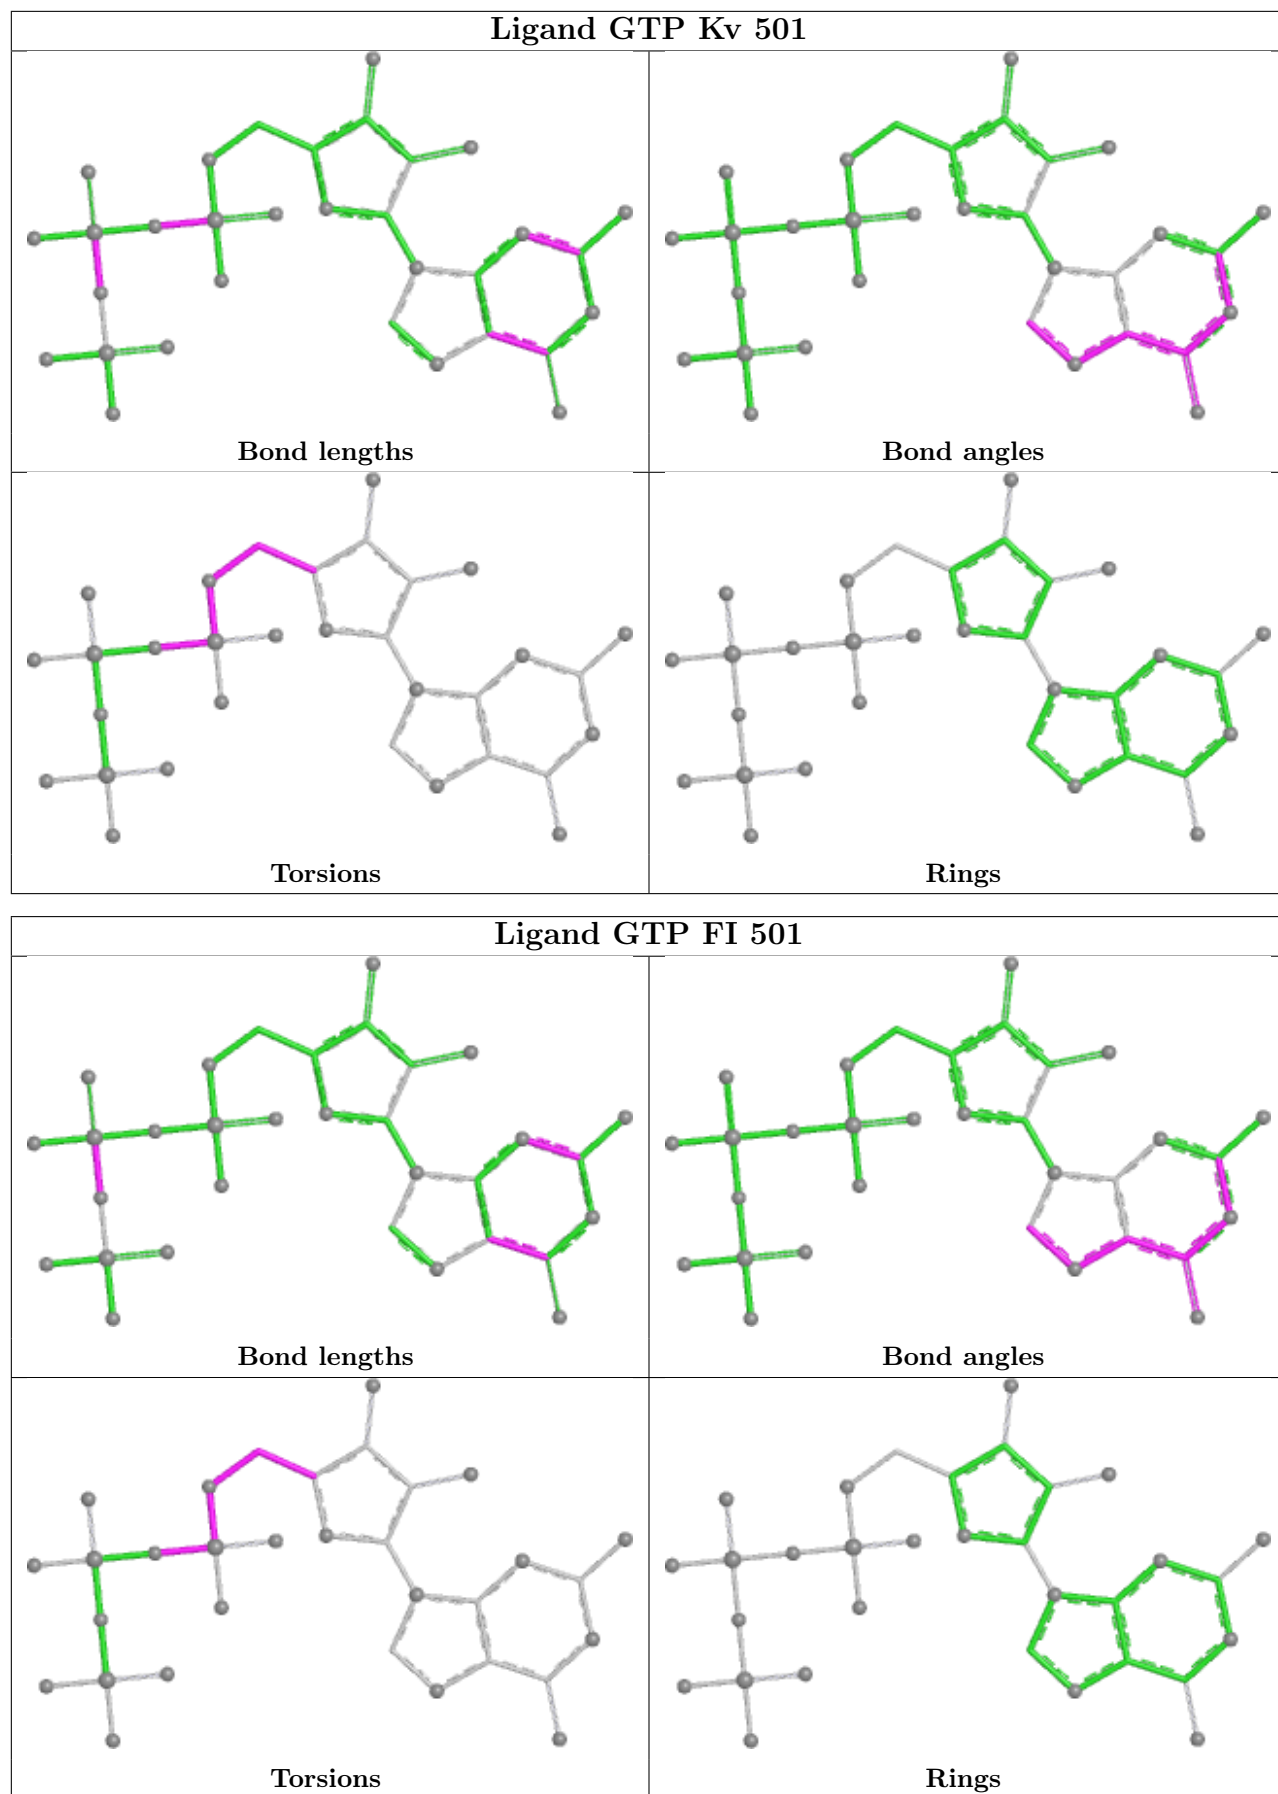 Ligand GTP Kv 501
Bond lengths
Bond angles
Torsions
Rings
Ligand GTP FI 501
Bond lengths
Bond angles
Torsions
Rings